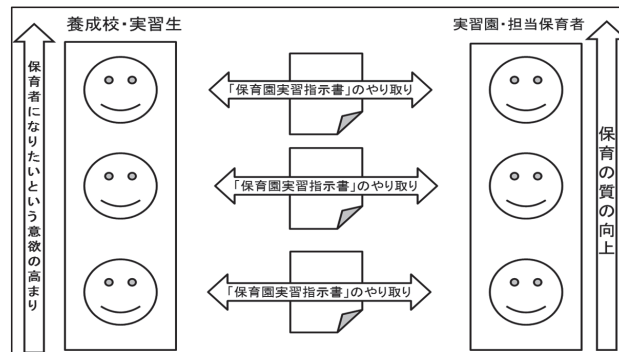 養成校・実習生
実習園・担当保育者
保育者になりたいという意欲の高まり
「保育園実習指示書」のやり取り
「保育園実習指示書」のやり取り
「保育園実習指示書」のやり取り
保育の質の向上